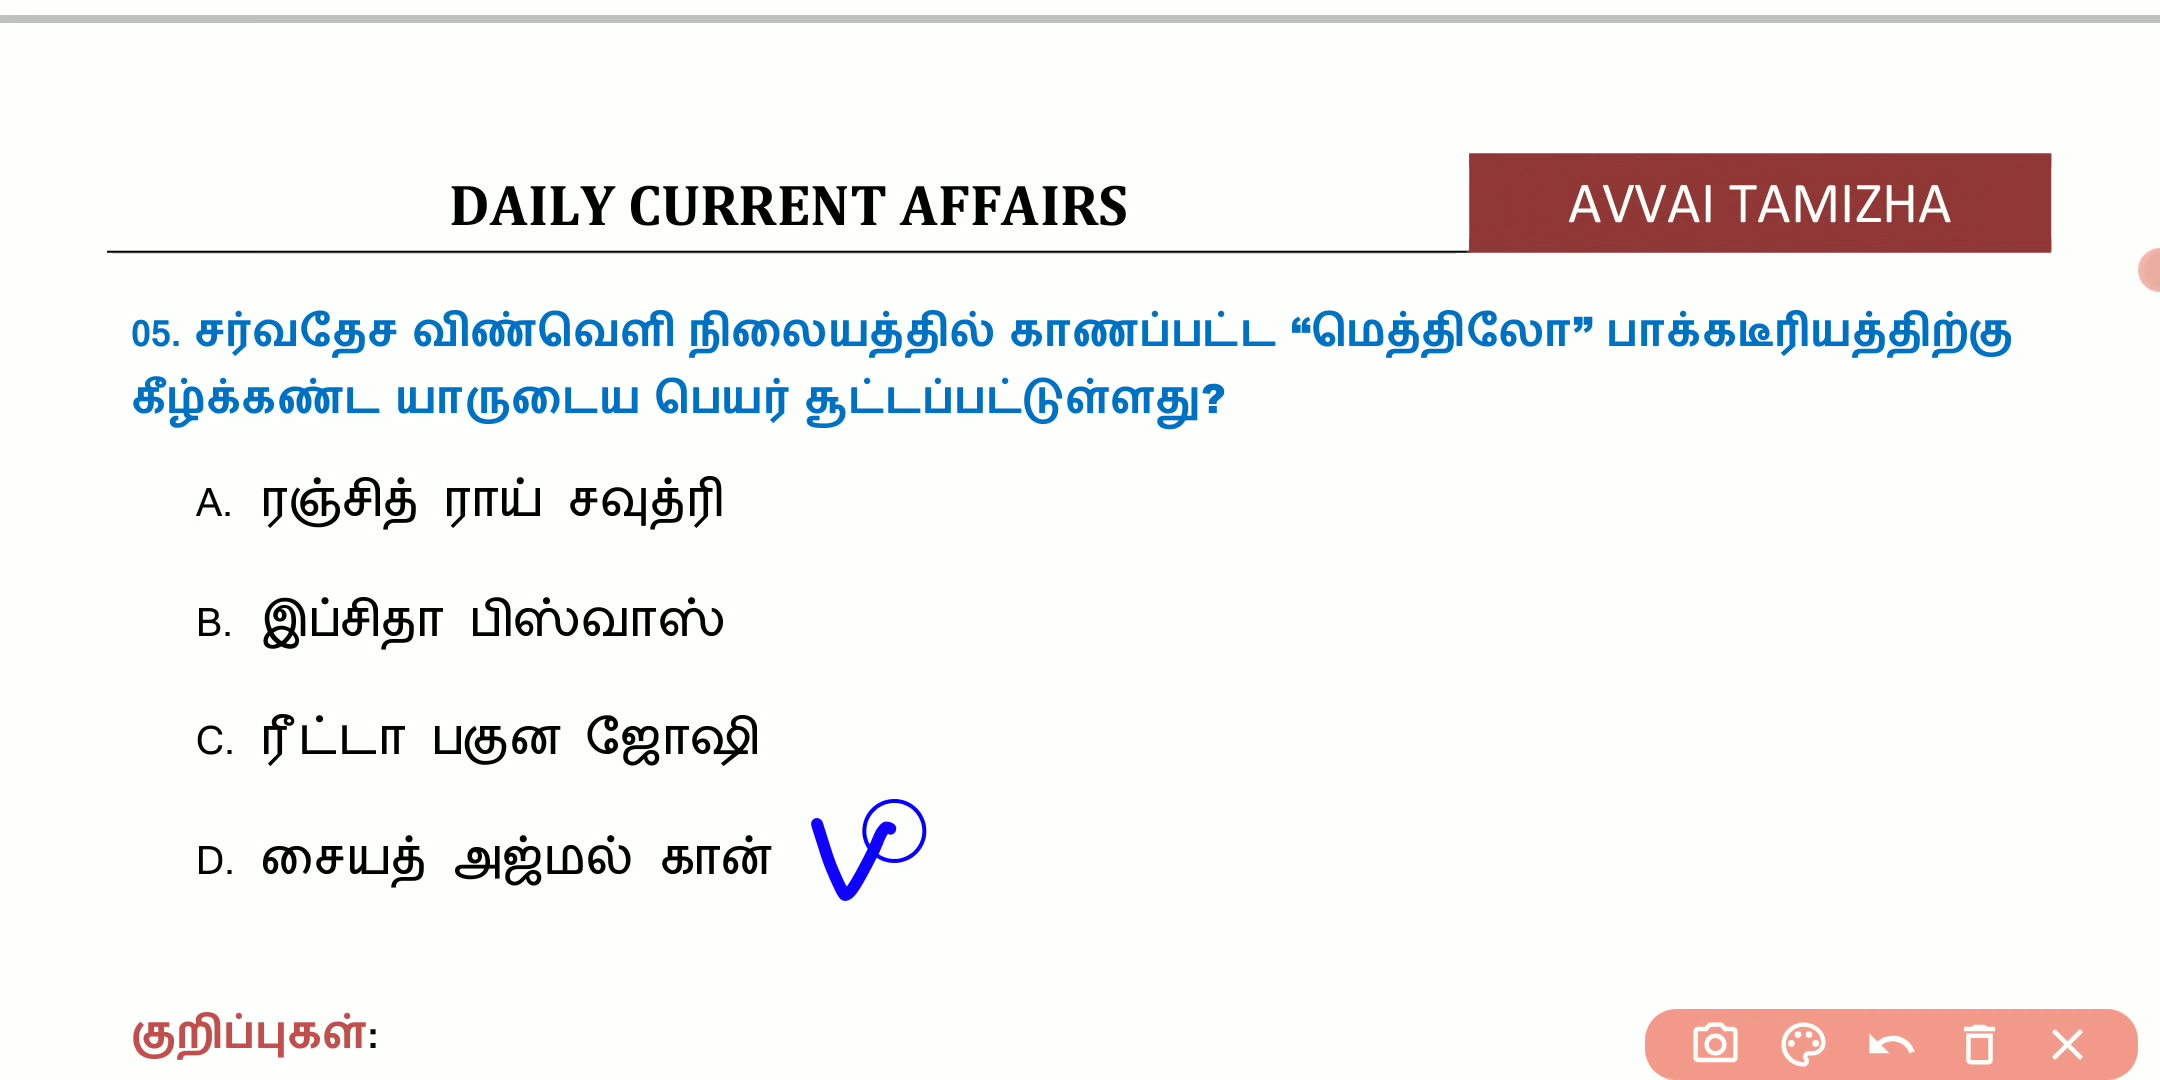 DAILY CURRENT AFFAIRS
AVVAI TAMIZHA
05. சர்வதேச விண்வெளி நிலையத்தில் காணப்பட்ட “மெத்திலோ” பாக்கடீரியத்திற்கு
கீழ்க்கண்ட யாருடைய பெயர் சூட்டப்பட்டுள்ளது?
A. ரஞ்சித் ராய் சவுத்ரி
B. இப்சிதா பிஸ்வாஸ்
C. ரீட்டா பகுன ஜோஷி
D. சையத் அஜ்மல் கான்
குறிப்புகள்: